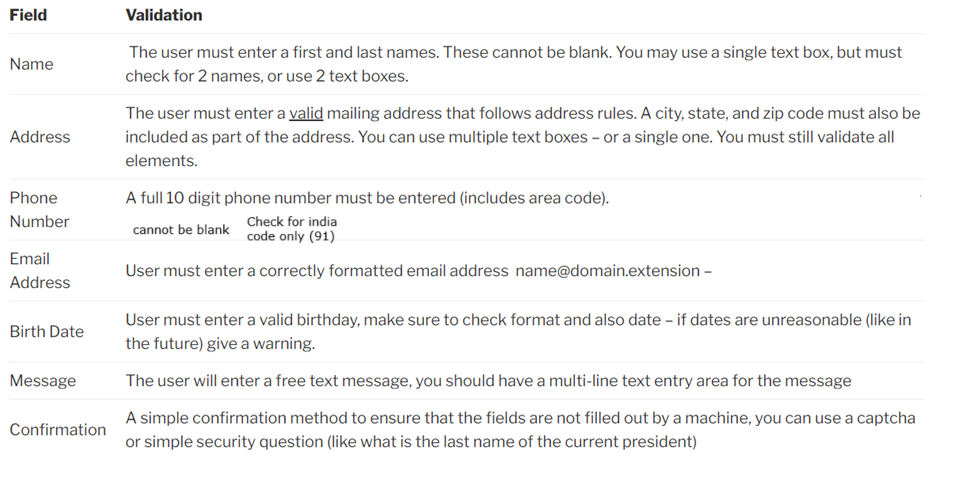 Field Validation
Name
The user must enter a first and last names. These cannot be blank. You may use a single text box, but must
check for 2 names, or use 2 text boxes.
Address
The user must enter a valid mailing address that follows address rules. A city, state, and zip code must also be
included as part of the address. You can use multiple text boxes – or a single one. You must still validate all
elements.
Phone
Number
A full 10 digit phone number must be entered (includes area code).
cannot be blank
Check for india
code only (91)
Email
Address
User must enter a correctly formatted email address name@domain.extension –
Birth Date
User must enter a valid birthday, make sure to check format and also date – if dates are unreasonable (like in
the future) give a warning.
Message
The user will enter a free text message, you should have a multi-line text entry area for the message
Confirmation
A simple confirmation method to ensure that the fields are not filled out by a machine, you can use a captcha
or simple security question (like what is the last name of the current president)